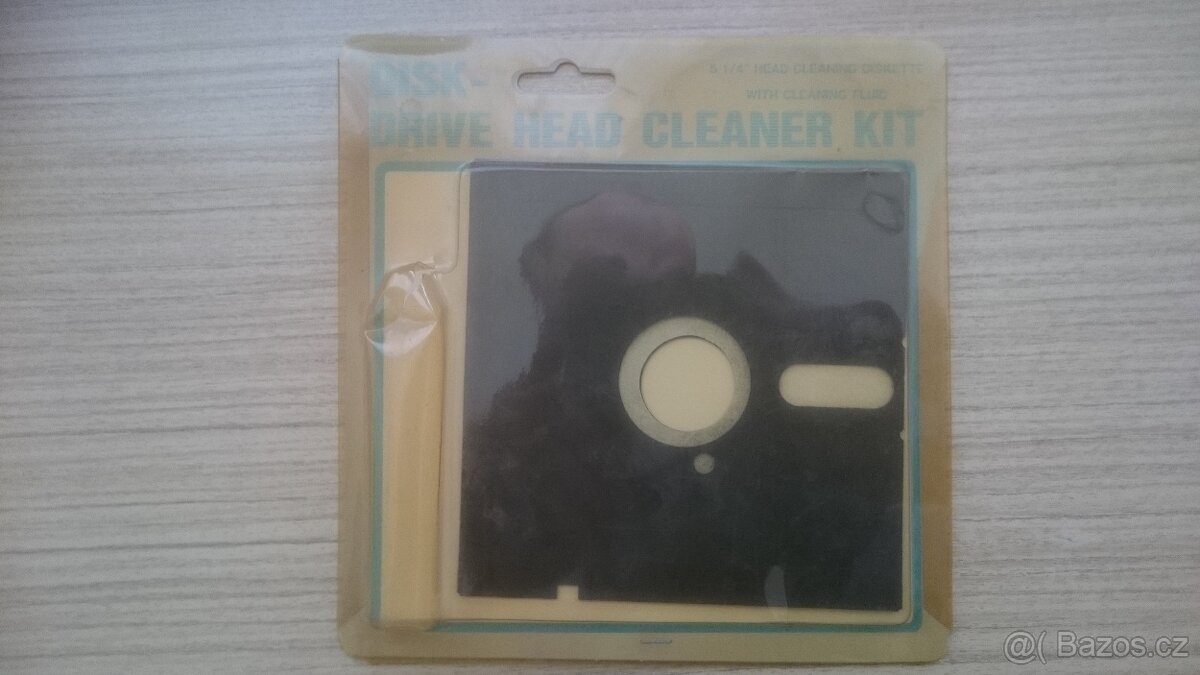 DISK-
5 1/4" HEAD CLEANING DISKETTE
WITH CLEANING FLUID
DRIVE HEAD CLEANER KIT
@( Bazos.cz